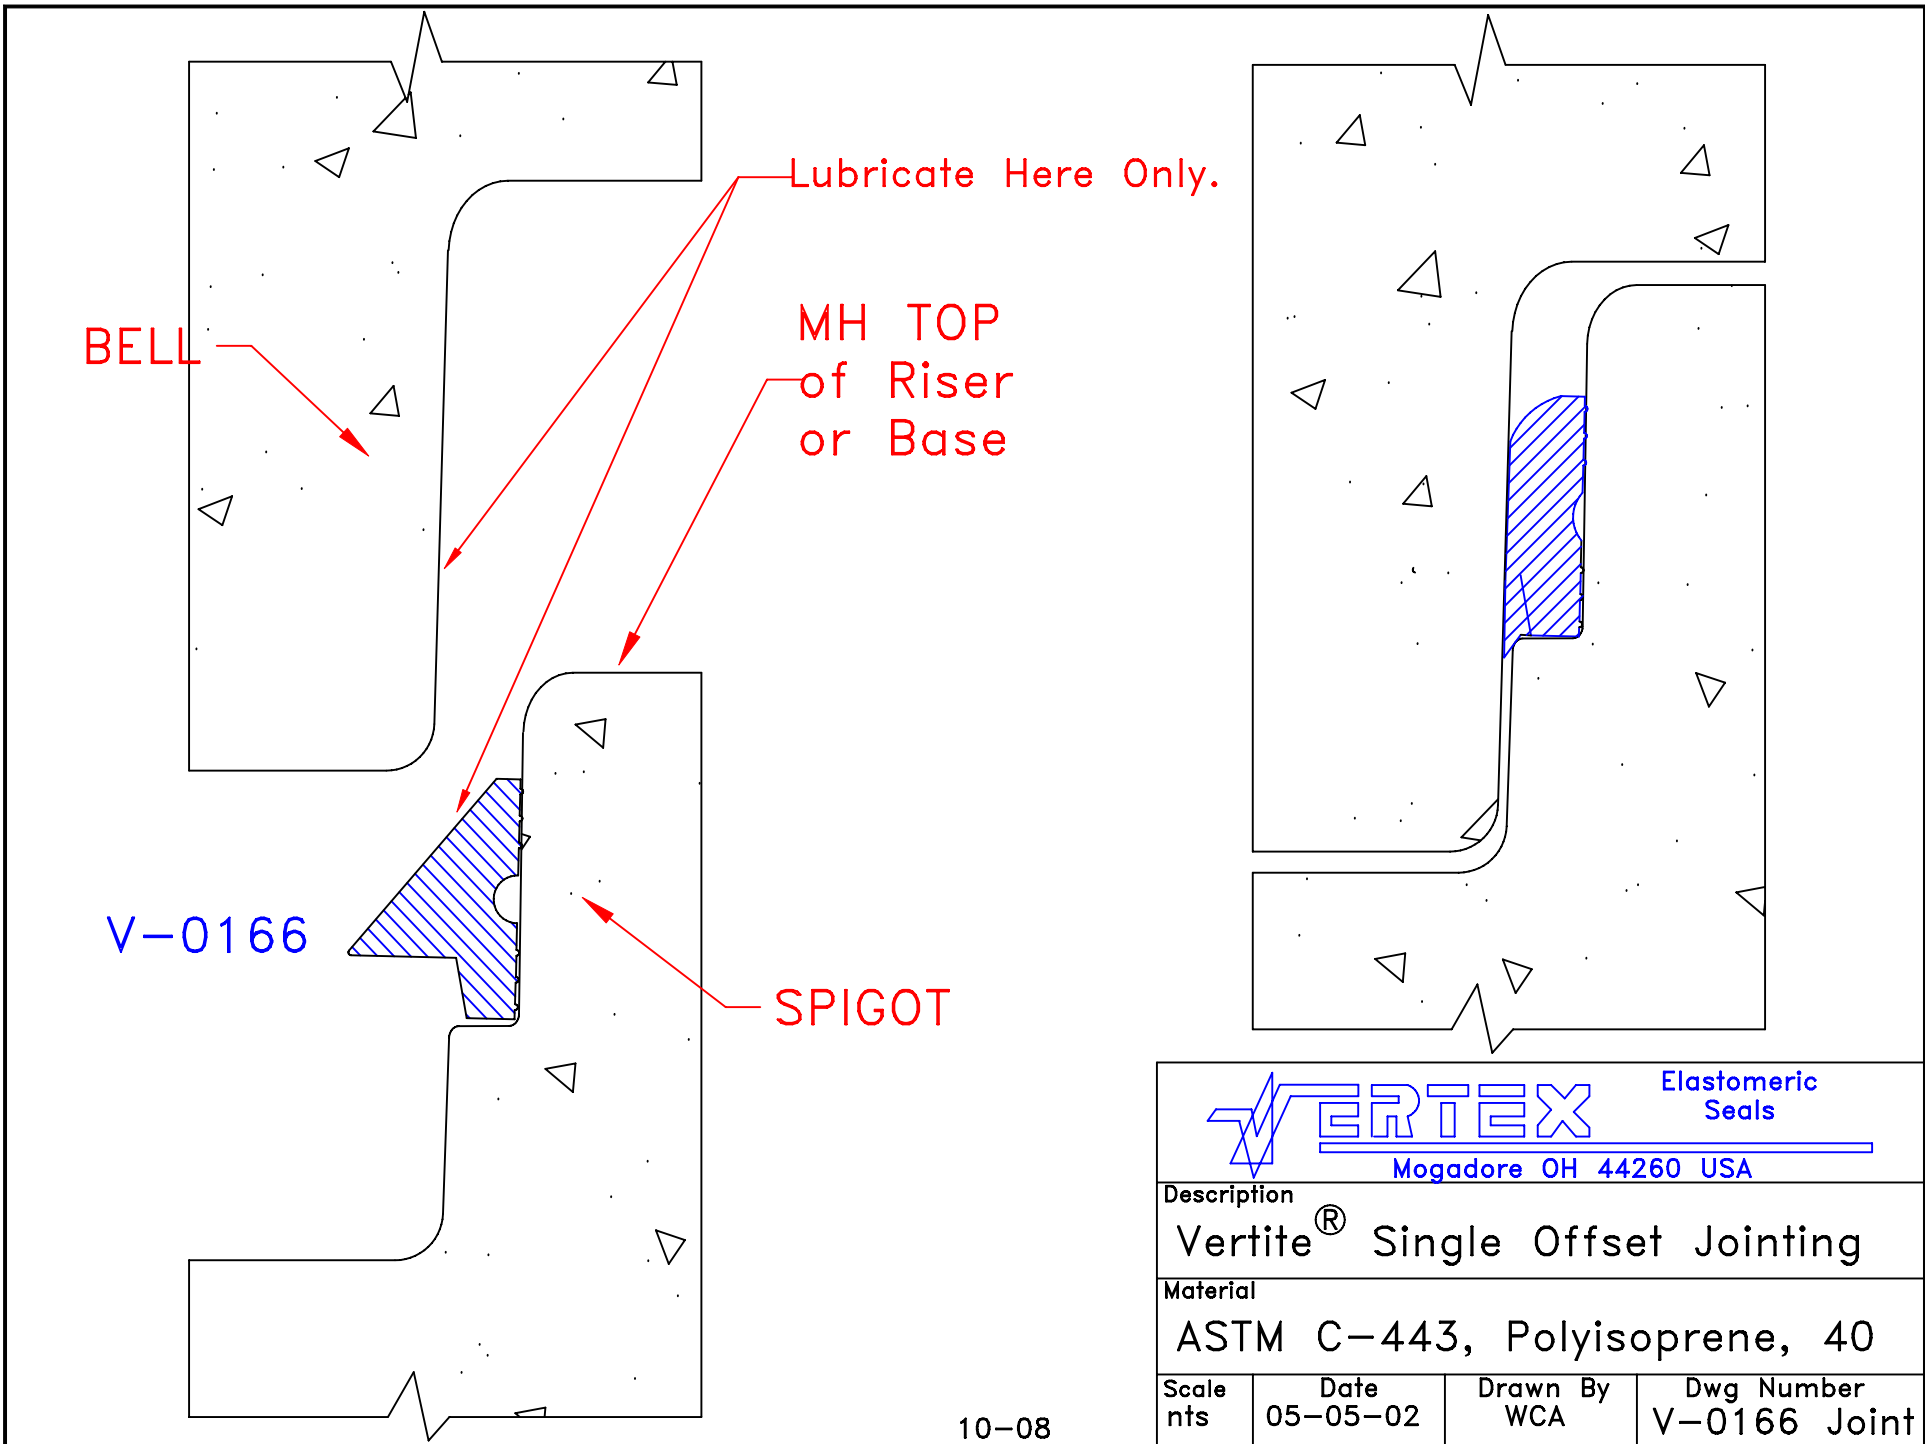 Lubricate Here Only.
BELL
MH TOP
of Riser
or Base
V-0166
SPIGOT
VERTEX
Elastomeric
Seals
Mogadore OH 44260 USA
Description
Vertite® Single Offset Jointing
Material
ASTM C-443, Polyisoprene, 40
Scale
nts
Date
05-05-02
Drawn By
WCA
Dwg Number
V-0166 Joint
10-08